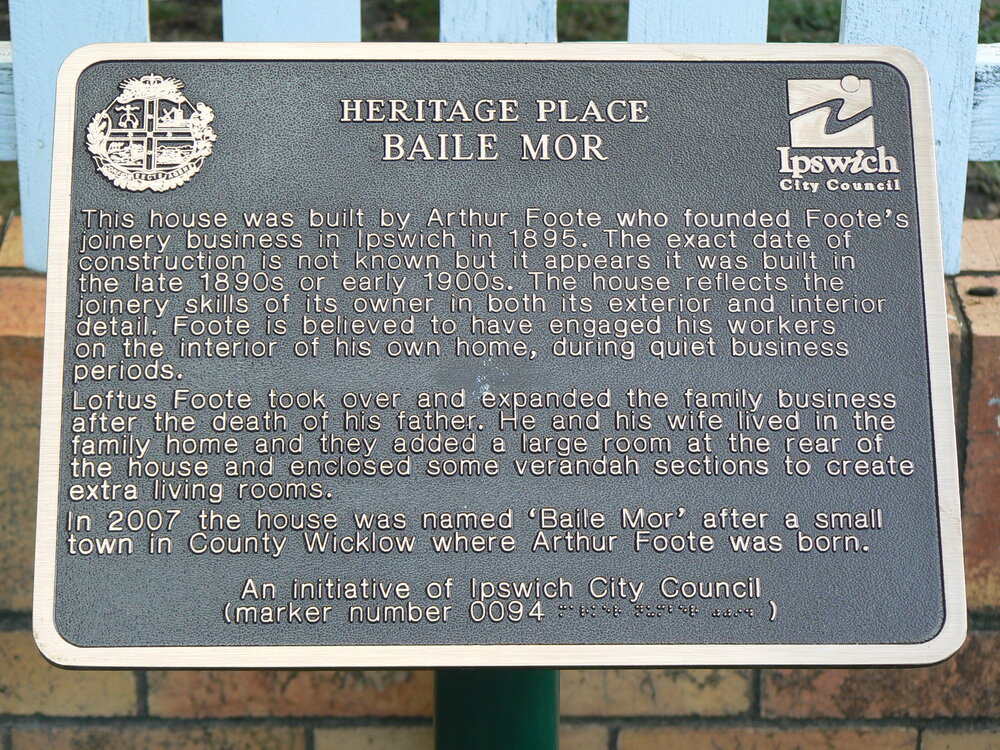 HERITAGE PLACE
BAILE MOR
Ipswich
City Council
This house was built by Arthur Foote who founded Foote's
joinery business in Ipswich in 1895. The exact date of
construction is not known but it appears it was built in
the late 1890s or early 1900s. The house reflects the
joinery skills of its owner in both its exterior and interior
detail. Foote is believed to have engaged his workers
on the interior of his own home, during quiet business
periods.
Loftus Foote took over and expanded the family business
after the death of his father. He and his wife lived in the
family home and they added a large room at the rear of
the house and enclosed some verandah sections to create
extra living rooms.
In 2007 the house was named ‘Baile Mor’ after a small
town in County Wicklow where Arthur Foote was born.
An initiative of Ipswich City Council
(marker number 0094 )